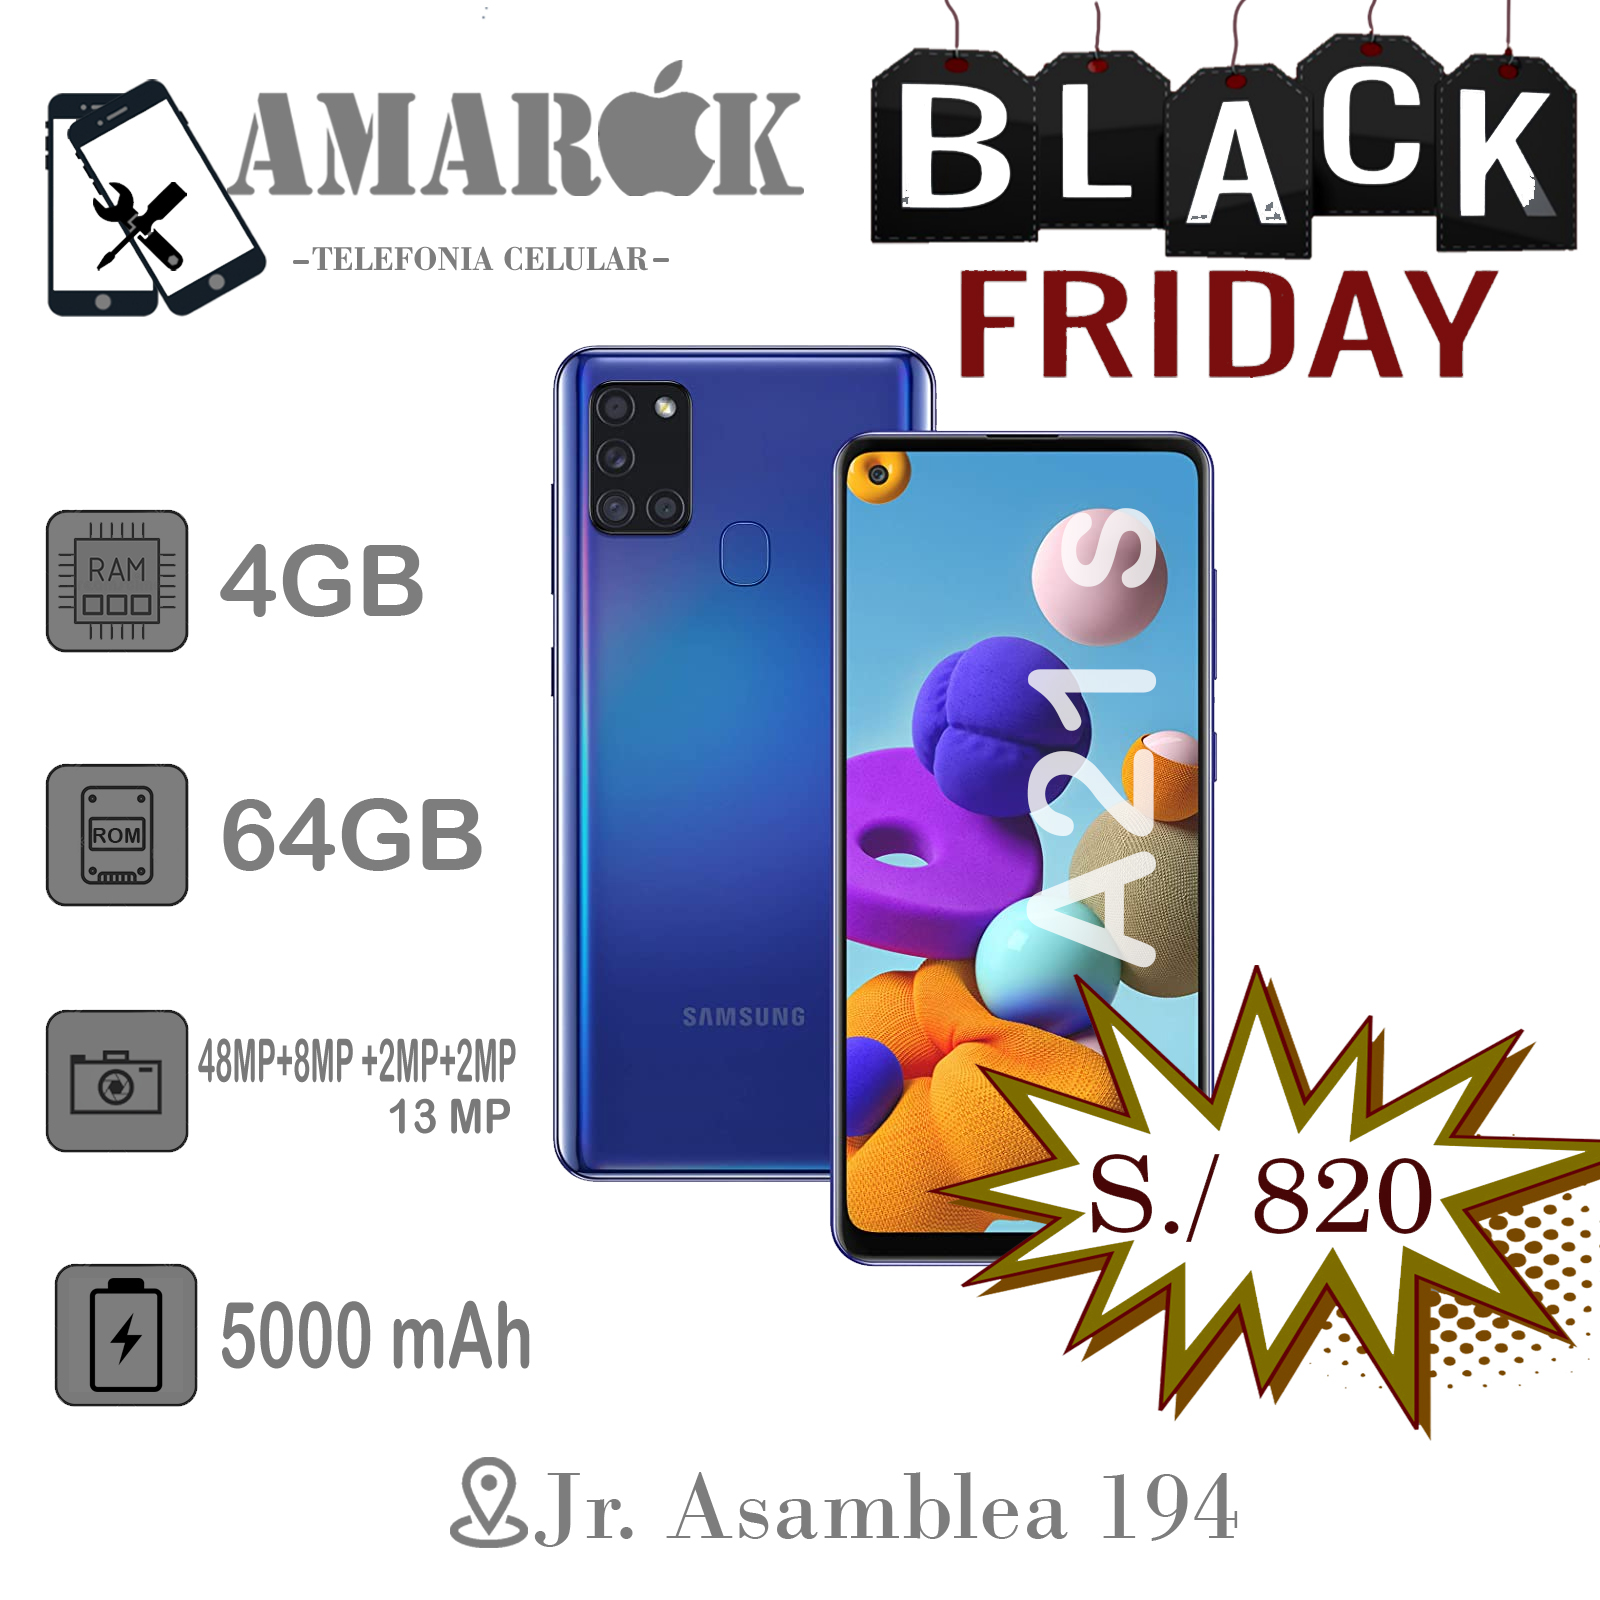 AMAROK
-TELEFONIA CELULAR-
BLACK
FRIDAY
RAM
4GB
ROM
64GB
48MP+8MP +2MP+2MP
13 MP
5000 mAh
SAMSUNG
A21s
S./ 820
Jr. Asamblea 194